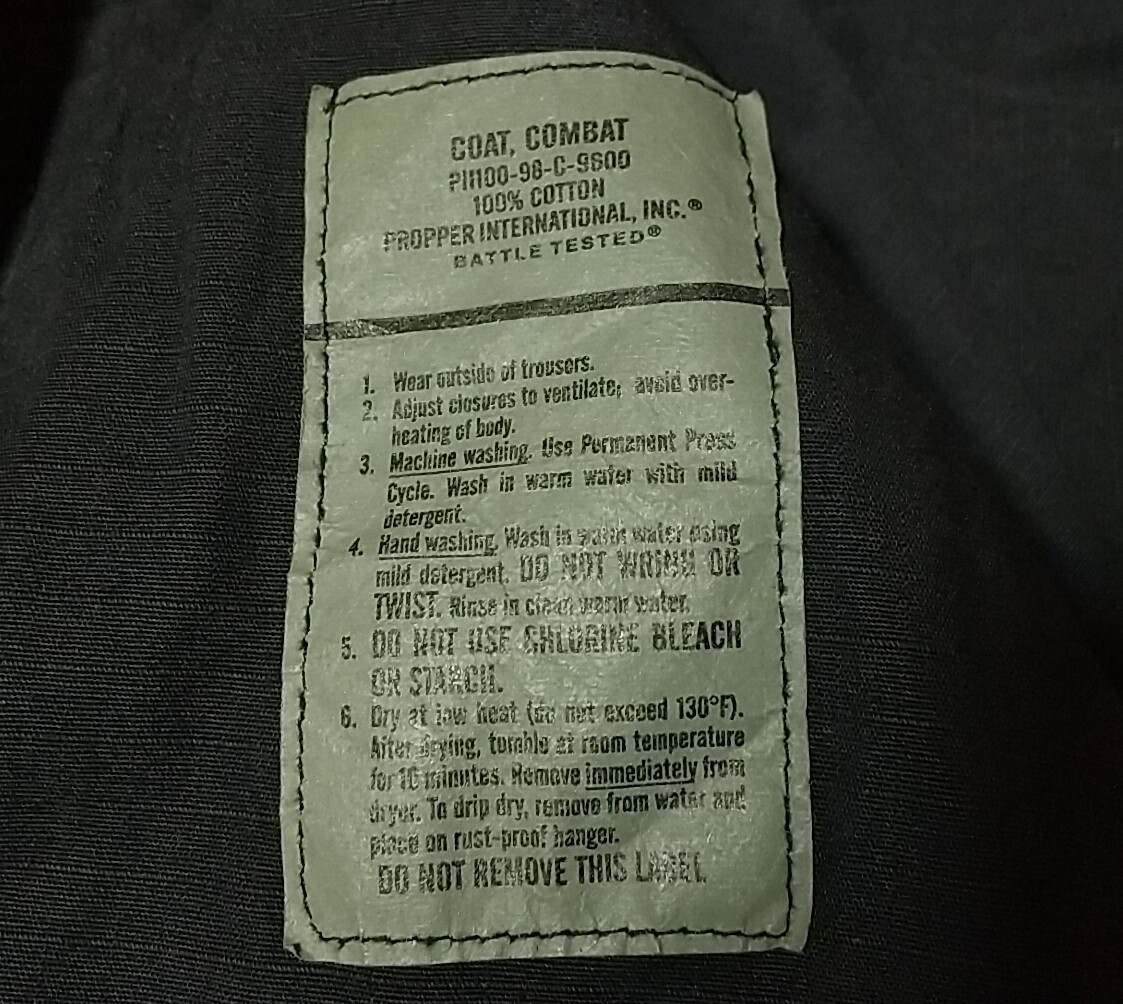 COAT, COMBAT
PII100-98-C-9600
100% COTTON
PROPPER INTERNATIONAL, INC.®
BATTLE TESTED®
1. Wear outside of trousers.
2. Adjust closures to ventilate; avoid over-
heating of body.
3. Machine washing. Use Permanent Press
Cycle. Wash in warm water with mild
detergent.
4. Hand washing. Wash in warm water using
mild detergent. DO NOT WRING OR
TWIST. Rinse in clean warm water.
5. DO NOT USE CHLORINE BLEACH
OR STARCH.
6. Dry at low heat (do not exceed 130°F).
After drying, tumble at room temperature
for 10 minutes. Remove immediately from
dryer. To drip dry, remove from water and
place on rust-proof hanger.
DO NOT REMOVE THIS LABEL